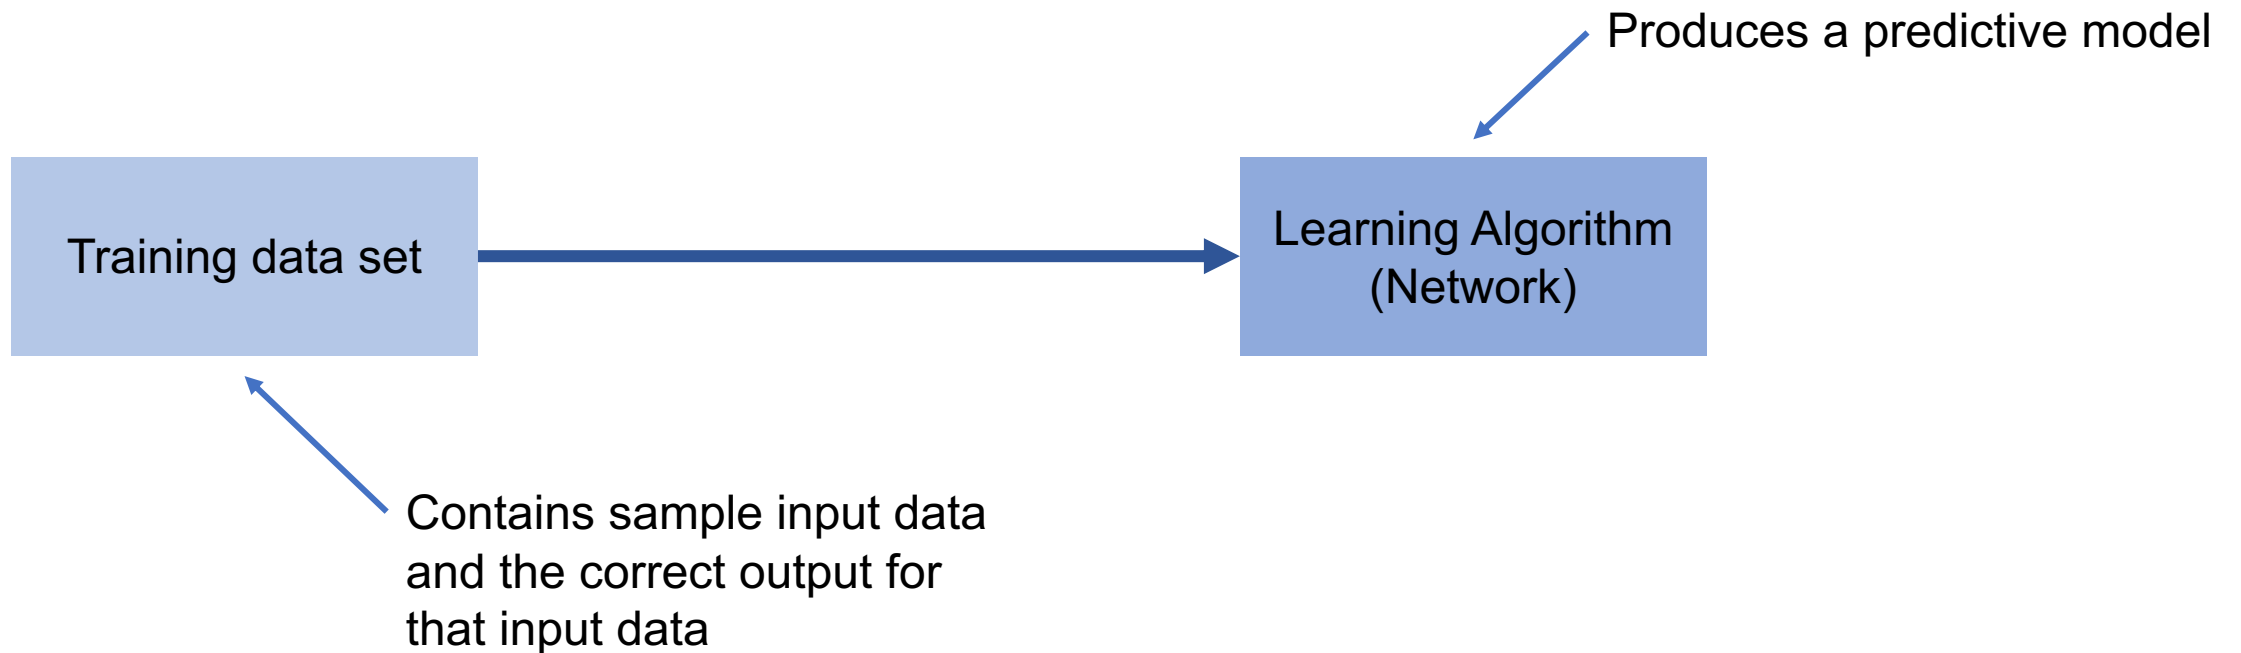 Produces a predictive model
Training data set
Learning Algorithm
(Network)
Contains sample input data
and the correct output for
that input data